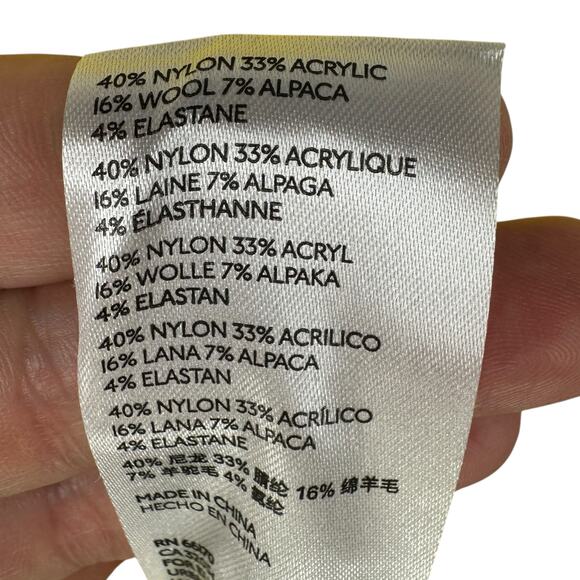 40% NYLON 33% ACRYLIC
16% WOOL 7% ALPACA
4% ELASTANE
40% NYLON 33% ACRYLIQUE
16% LAINE 7% ALPAGA
4% ÉLASTHANNE
40% NYLON 33% ACRYL
16% WOLLE 7% ALPAKA
4% ELASTAN
40% NYLON 33% ACRILICO
16% LANA 7% ALPACA
4% ELASTAN
40% NYLON 33% ACRÍLICO
16% LANA 7% ALPACA
4% ELASTANE
40% 尼龙 33% 腈纶 16% 绵羊毛
7% 羊驼毛 4% 氨纶
MADE IN CHINA
HECHO EN CHINA
RN 66170
FOR